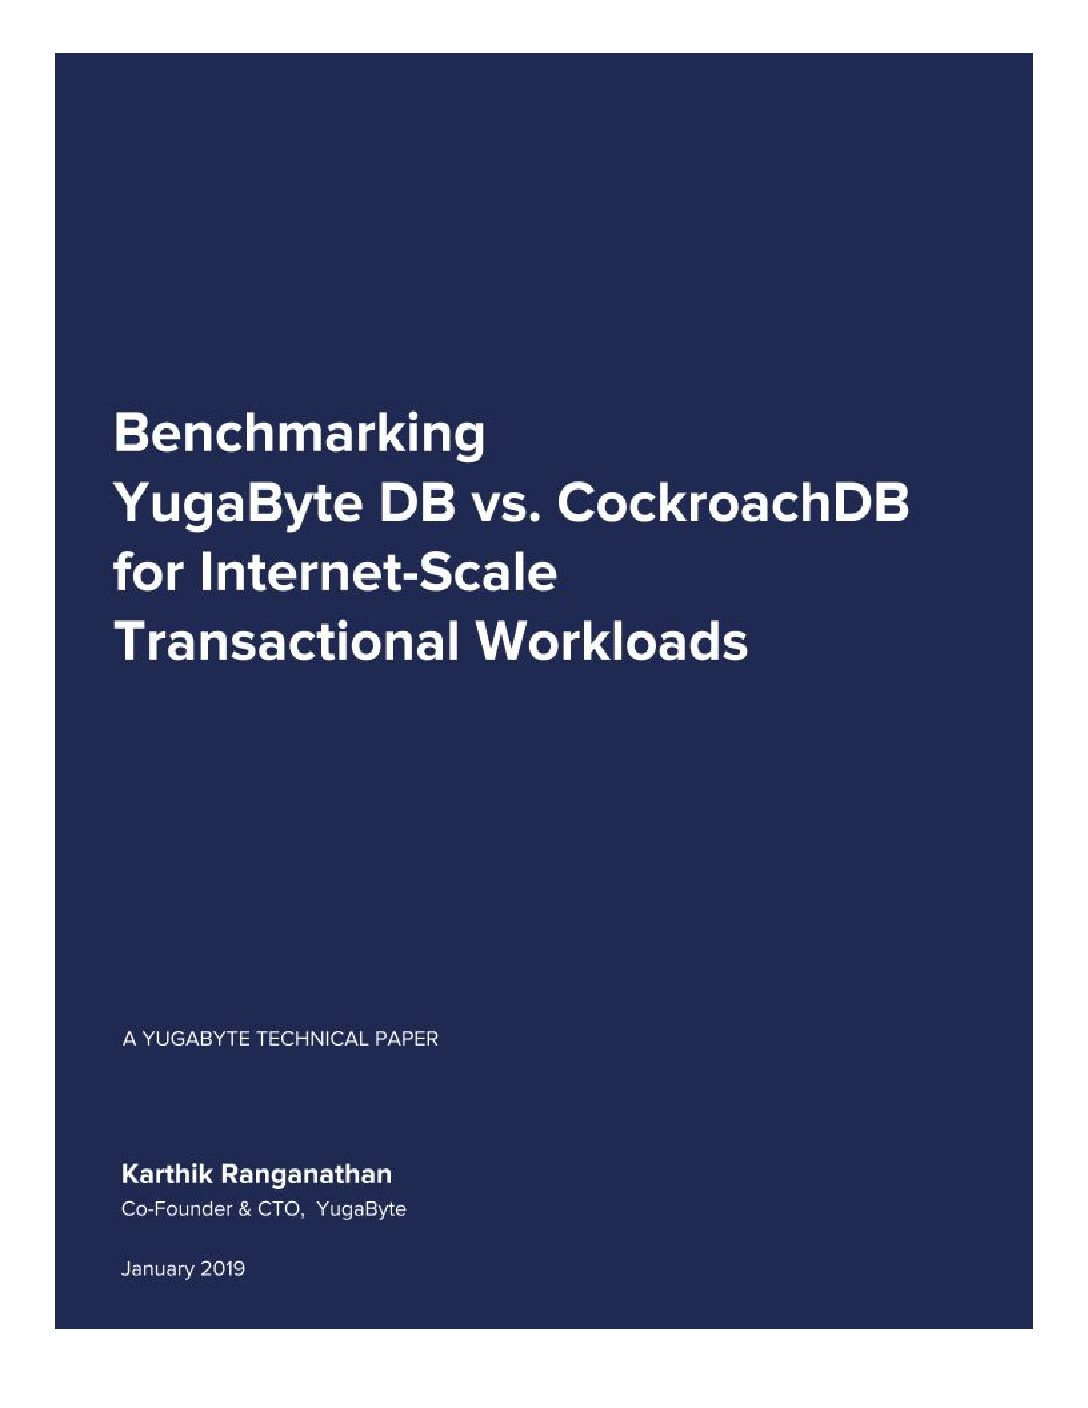 Benchmarking
YugaByte DB vs. CockroachDB
for Internet-Scale
Transactional Workloads
A YUGABYTE TECHNICAL PAPER
Karthik Ranganathan
Co-Founder & CTO, YugaByte
January 2019